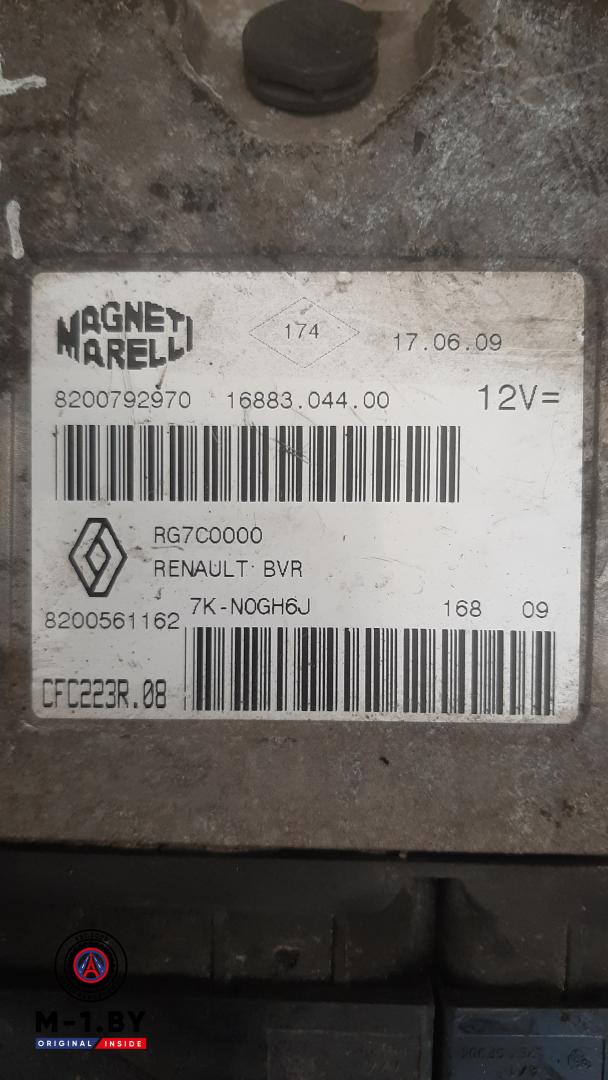 MAGNETI
MARELLI
174
17.06.09
8200792970 16883.044.00 12V=
RG7C0000
RENAULT BVR
7K-N0GH6J 168 09
8200561162
CFC223R.08
M-1.BY
ORIGINAL INSIDE